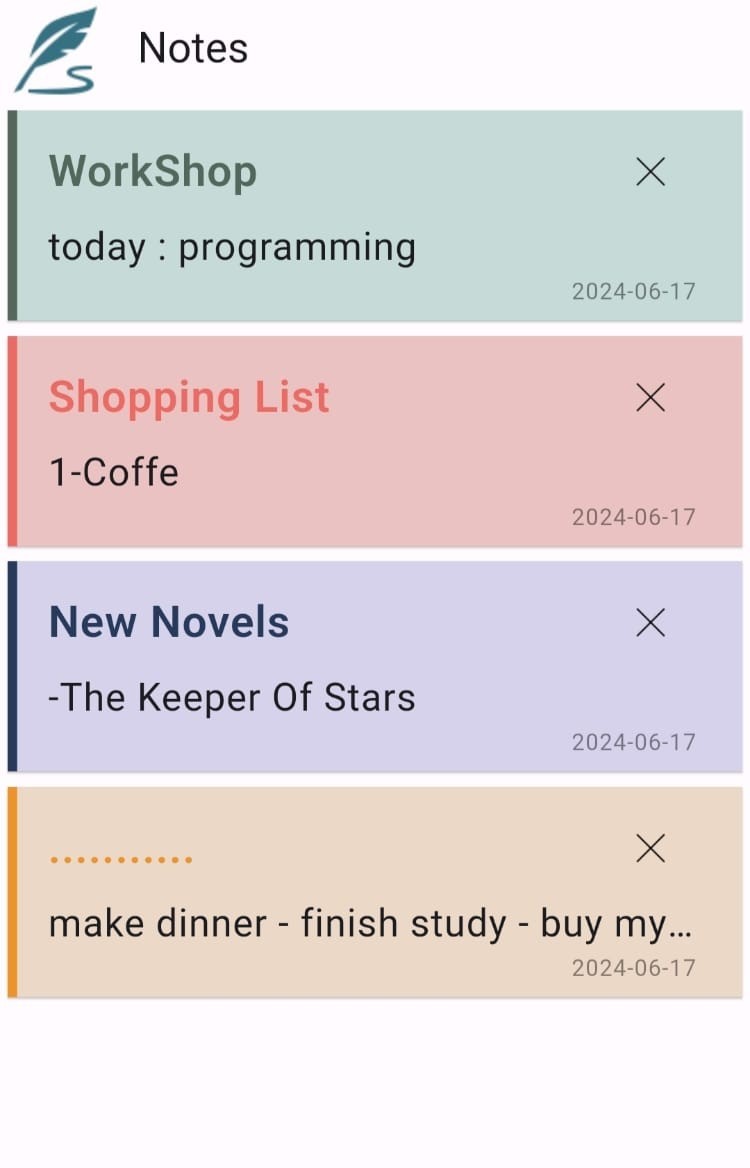 Notes
WorkShop
today : programming
2024-06-17
Shopping List
1-Coffe
2024-06-17
New Novels
-The Keeper Of Stars
2024-06-17
...........
make dinner - finish study - buy my...
2024-06-17